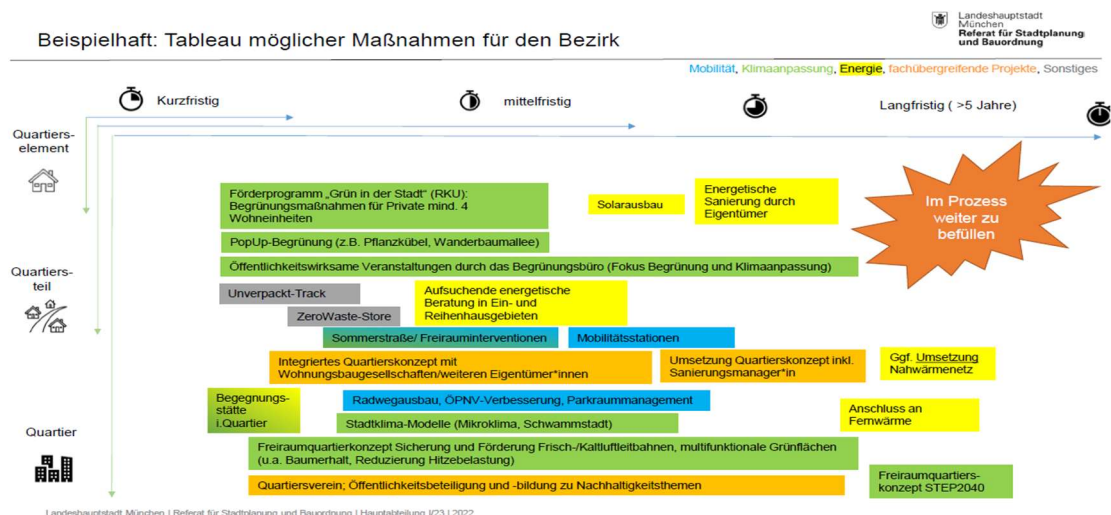 Beispielhaft: Tableau möglicher Maßnahmen für den Bezirk
Landeshauptstadt
München
Referat für Stadtplanung
und Bauordnung
Mobilität, Klimaanpassung, Energie, fachübergreifende Projekte, Sonstiges
Kurzfristig
mittelfristig
Langfristig ( >5 Jahre)
Quartiers-
element
Förderprogramm „Grün in der Stadt“ (RKU):
Begrünungsmaßnahmen für Private mind. 4
Wohneinheiten
Solarausbau
Energetische
Sanierung durch
Eigentümer
Im Prozess
weiter zu
befüllen
PopUp-Begrünung (z.B. Pflanzkübel, Wanderbaumallee)
Öffentlichkeitswirksame Veranstaltungen durch das Begrünungsbüro (Fokus Begrünung und Klimaanpassung)
Quartiers-
teil
Unverpackt-Track
ZeroWaste-Store
Aufsuchende energetische
Beratung in Ein- und
Reihenhausgebieten
Sommerstraße/ Freirauminterventionen
Mobilitätsstationen
Integriertes Quartierskonzept mit
Wohnungsbaugesellschaften/weiteren Eigentümer*innen
Umsetzung Quartierskonzept inkl.
Sanierungsmanager*in
Ggf. Umsetzung
Nahwärmenetz
Begegnungs-
stätte
i.Quartier
Radwegausbau, ÖPNV-Verbesserung, Parkraummanagement
Anschluss an
Fernwärme
Stadtklima-Modelle (Mikroklima, Schwammstadt)
Quartier
Freiraumquartierkonzept Sicherung und Förderung Frisch-/Kaltluftleitbahnen, multifunktionale Grünflächen
(u.a. Baumerhalt, Reduzierung Hitzebelastung)
Quartiersverein; Öffentlichkeitsbeteiligung und -bildung zu Nachhaltigkeitsthemen
Freiraumquartiers-
konzept STEP2040
Landeshauptstadt München | Referat für Stadtplanung und Bauordnung | Hauptabteilung I/23 | 2022